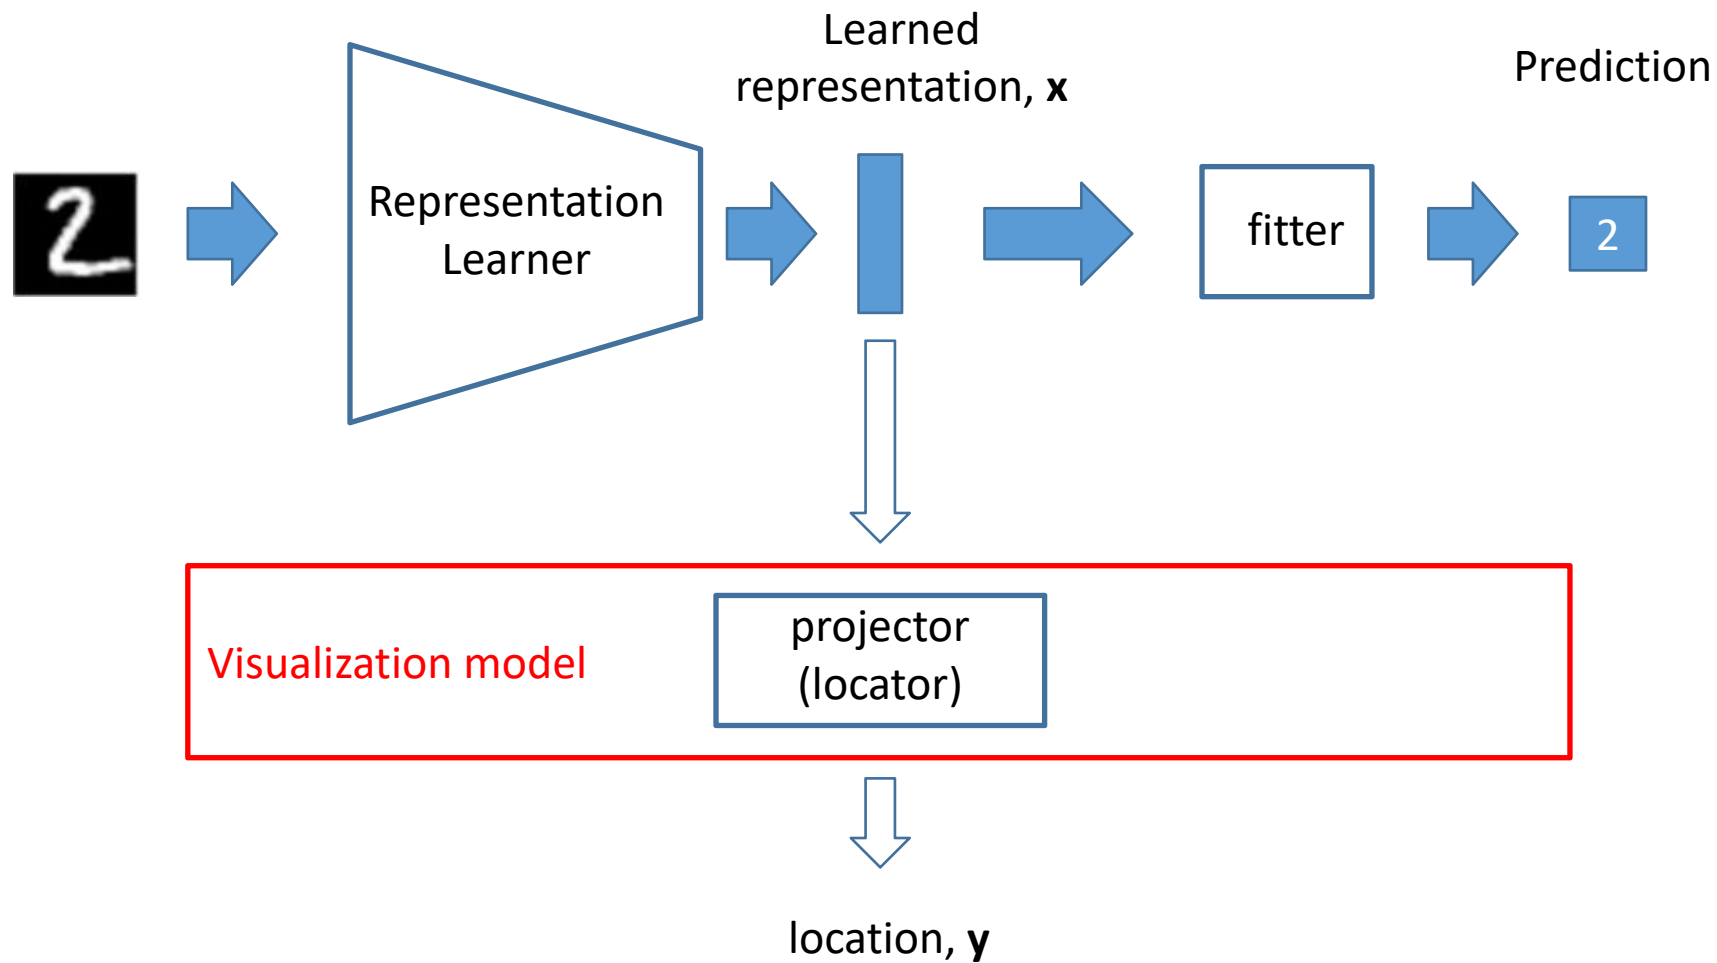 Learned
representation, x
Prediction
2
Representation
Learner
fitter
2
projector
(locator)
Visualization model
location, y